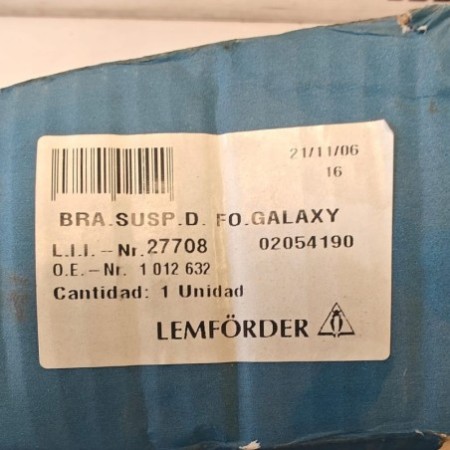 21/11/06
16
BRA.SUSP.D. FO.GALAXY
L.I.I.-Nr.27708 02054190
O.E.-Nr. 1 012 632
Cantidad: 1 Unidad
LEMFÖRDER